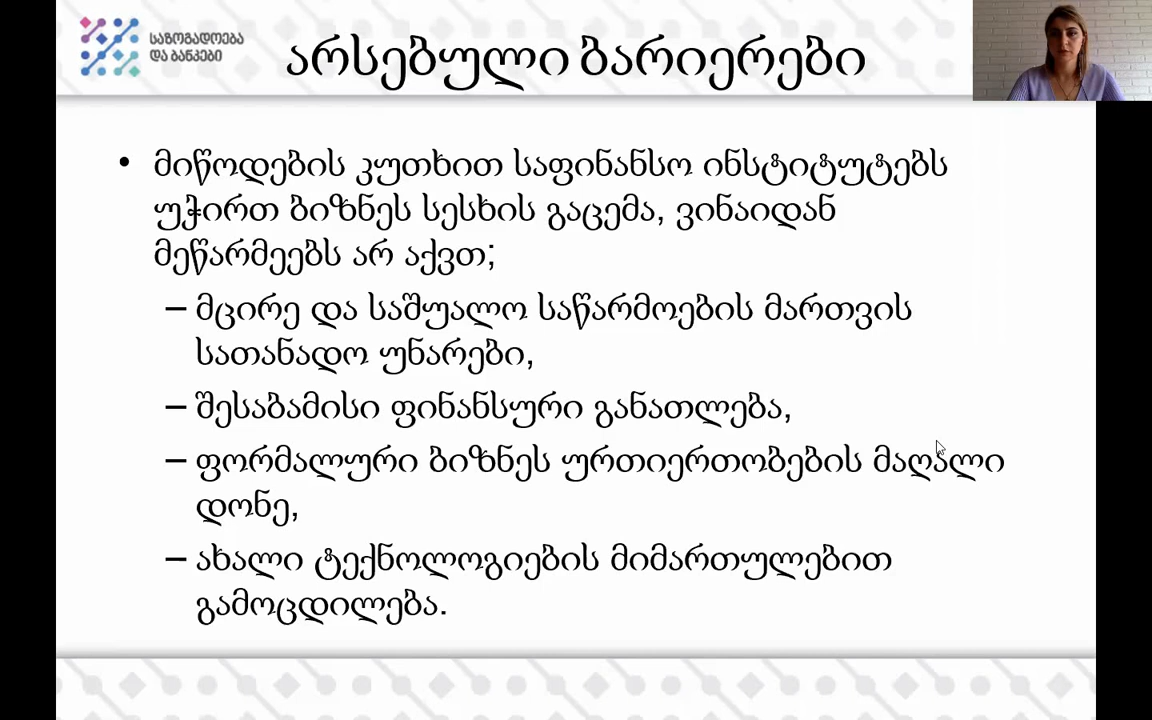 საზოგადოება
და ბანკები
არსებული ბარიერები
• მიწოდების კუთხით საფინანსო ინსტიტუტებს
უჭირთ ბიზნეს სესხის გაცემა, ვინაიდან
მეწარმეებს არ აქვთ;
– მცირე და საშუალო საწარმოების მართვის
სათანადო უნარები,
– შესაბამისი ფინანსური განათლება,
– ფორმალური ბიზნეს ურთიერთობების მაღალი
დონე,
– ახალი ტექნოლოგიების მიმართულებით
გამოცდილება.